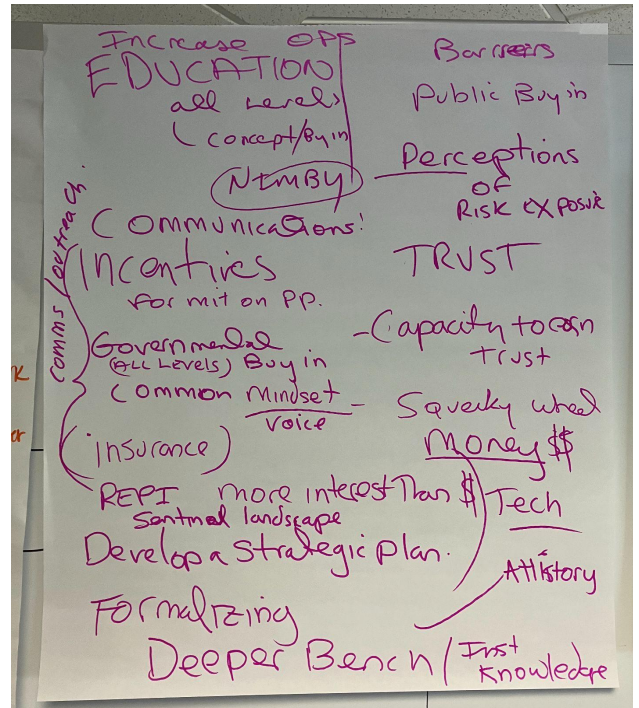 Increase OPPS
EDUCATION
all Levels
concept/Buy in
NIMBY
Communications!
Incentives
for mit on PP.
Governmental
(ALL LEVELS) Buy in
Common Mindset
Voice
(insurance)
REPI more interest Than $
Sentinel landscape
Develop a Strategic plan.
Formalizing
Deeper Bench / Inst
Knowledge
comms/outreach.
Barriers
Public Buy in
Perceptions
of
Risk exposure
TRUST
- Capacity to earn
Trust
- Squeaky wheel
Money $$
Tech
History
K
er